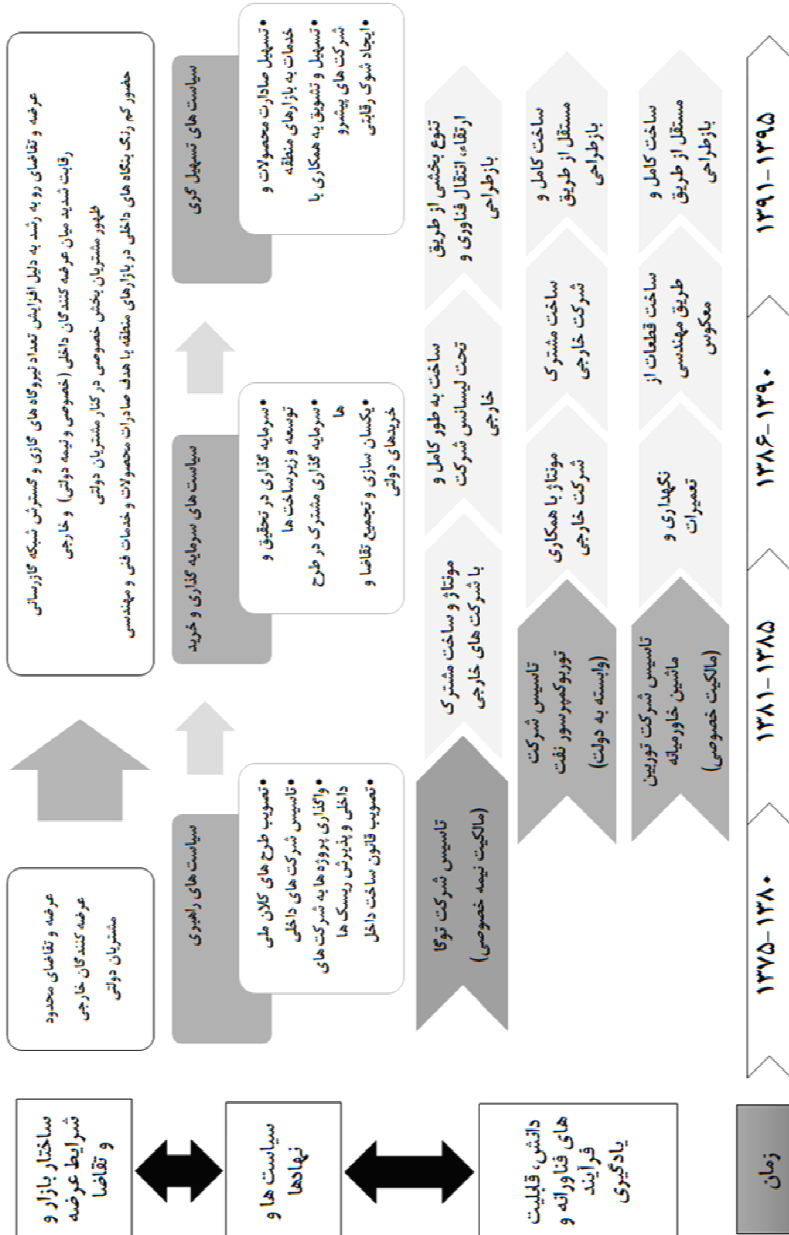 ساختار بازار و
شرایط عرضه
و تقاضا
عرضه و تقاضای محدود
عرضه کنندگان خارجی
مشتریان دولتی
عرضه و تقاضای رو به رشد به دلیل افزایش تعداد نیروگاه های گازی و گسترش شبکه گازرسانی
رقابت شدید میان عرضه کنندگان داخلی (خصوصی و نیمه دولتی) و خارجی
ظهور مشتریان بخش خصوصی در کنار مشتریان دولتی
حضور کم رنگ بنگاه های داخلی در بازارهای منطقه با هدف صادرات محصولات و خدمات فنی و مهندسی
سیاست ها و
نهادها
سیاست های راهبری
•تصویب طرح های کلان ملی
•تاسیس شرکت های داخلی
•واگذاری پروژه ها به شرکت های
داخلی و پذیرش ریسک ها
•تصویب قانون ساخت داخل
سیاست های سرمایه گذاری و خرید
•سرمایه گذاری در تحقیق و
توسعه و زیرساخت ها
•سرمایه گذاری مشترک در طرح
ها
•یکسان سازی و تجمیع تقاضا و
خریدهای دولتی
سیاست های تسهیل گری
•تسهیل صادارت محصولات و
خدمات به بازارهای منطقه
•تسهیل و تشویق به همکاری با
شرکت های پیشرو
•ایجاد شوک رقابتی
دانش، قابلیت
های فناورانه و
فرآیند
یادگیری
تاسیس شرکت توگا
(مالکیت نیمه خصوصی)
مونتاژ و ساخت مشترک
با شرکت های خارجی
ساخت به طور کامل و
تحت لیسانس شرکت
خارجی
تنوع بخشی از طریق
ارتقاء، انتقال فناوری و
بازطراحی
تاسیس شرکت
توربوکمپرسور نفت
(وابسته به دولت)
مونتاژ با همکاری
شرکت خارجی
ساخت مشترک
شرکت خارجی
ساخت کامل و
مستقل از طریق
بازطراحی
تاسیس شرکت توربین
ماشین خاورمیانه
(مالکیت خصوصی)
نگهداری و
تعمیرات
ساخت قطعات از
طریق مهندسی
معکوس
ساخت کامل و
مستقل از طریق
بازطراحی
زمان
۱۳۷۵-۱۳۸۰
۱۳۸۱-۱۳۸۵
۱۳۸۶-۱۳۹۰
۱۳۹۱-۱۳۹۵